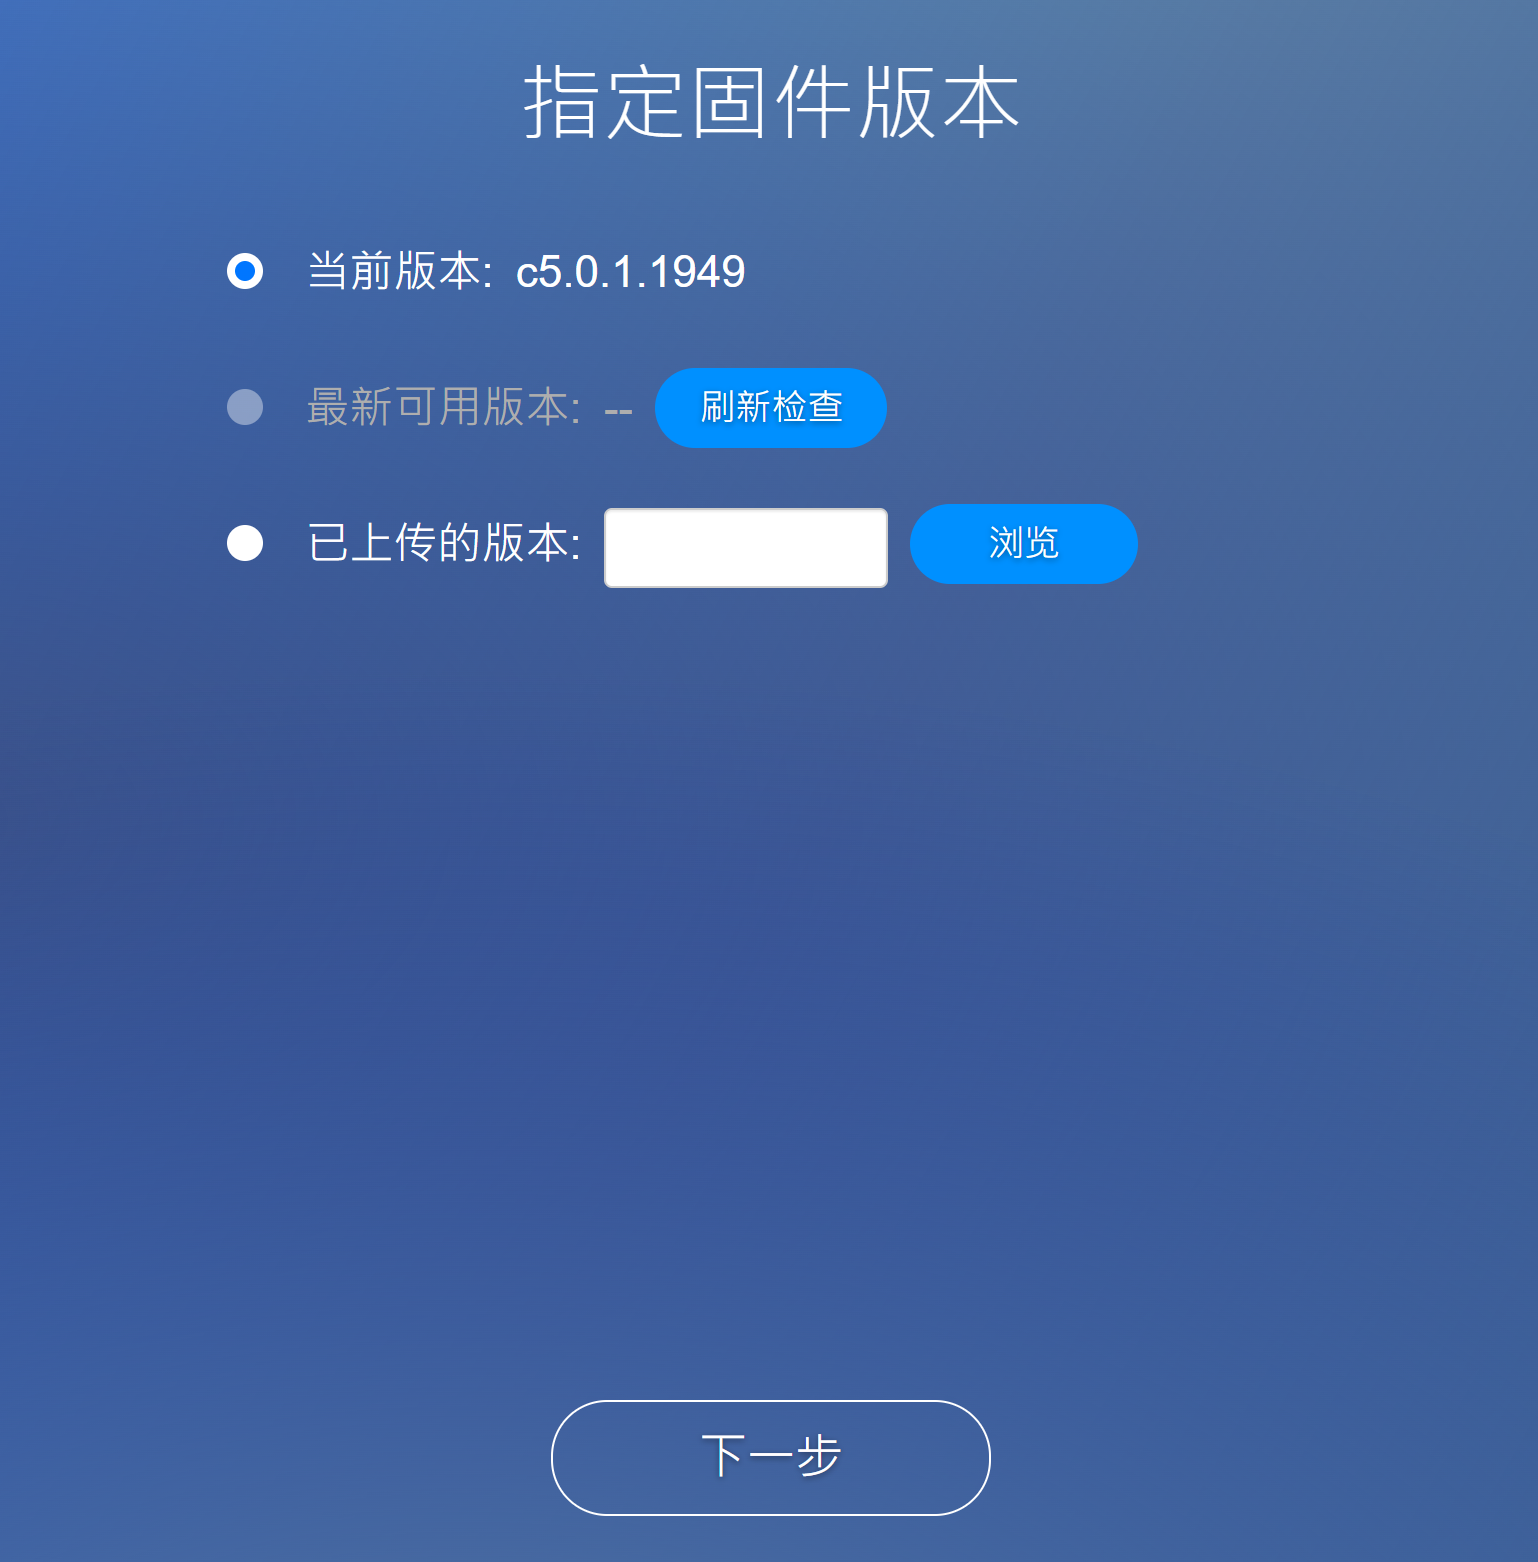 指定固件版本
当前版本: c5.0.1.1949
最新可用版本: -- 刷新检查
已上传的版本: 浏览
下一步